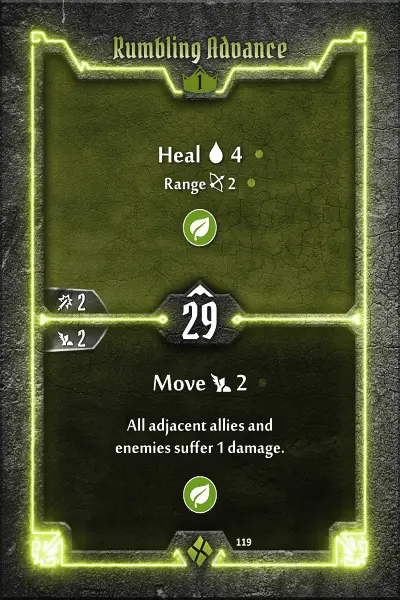 Rumbling Advance
1
Heal 4
Range 2
2
29
2
Move 2
All adjacent allies and
enemies suffer 1 damage.
119